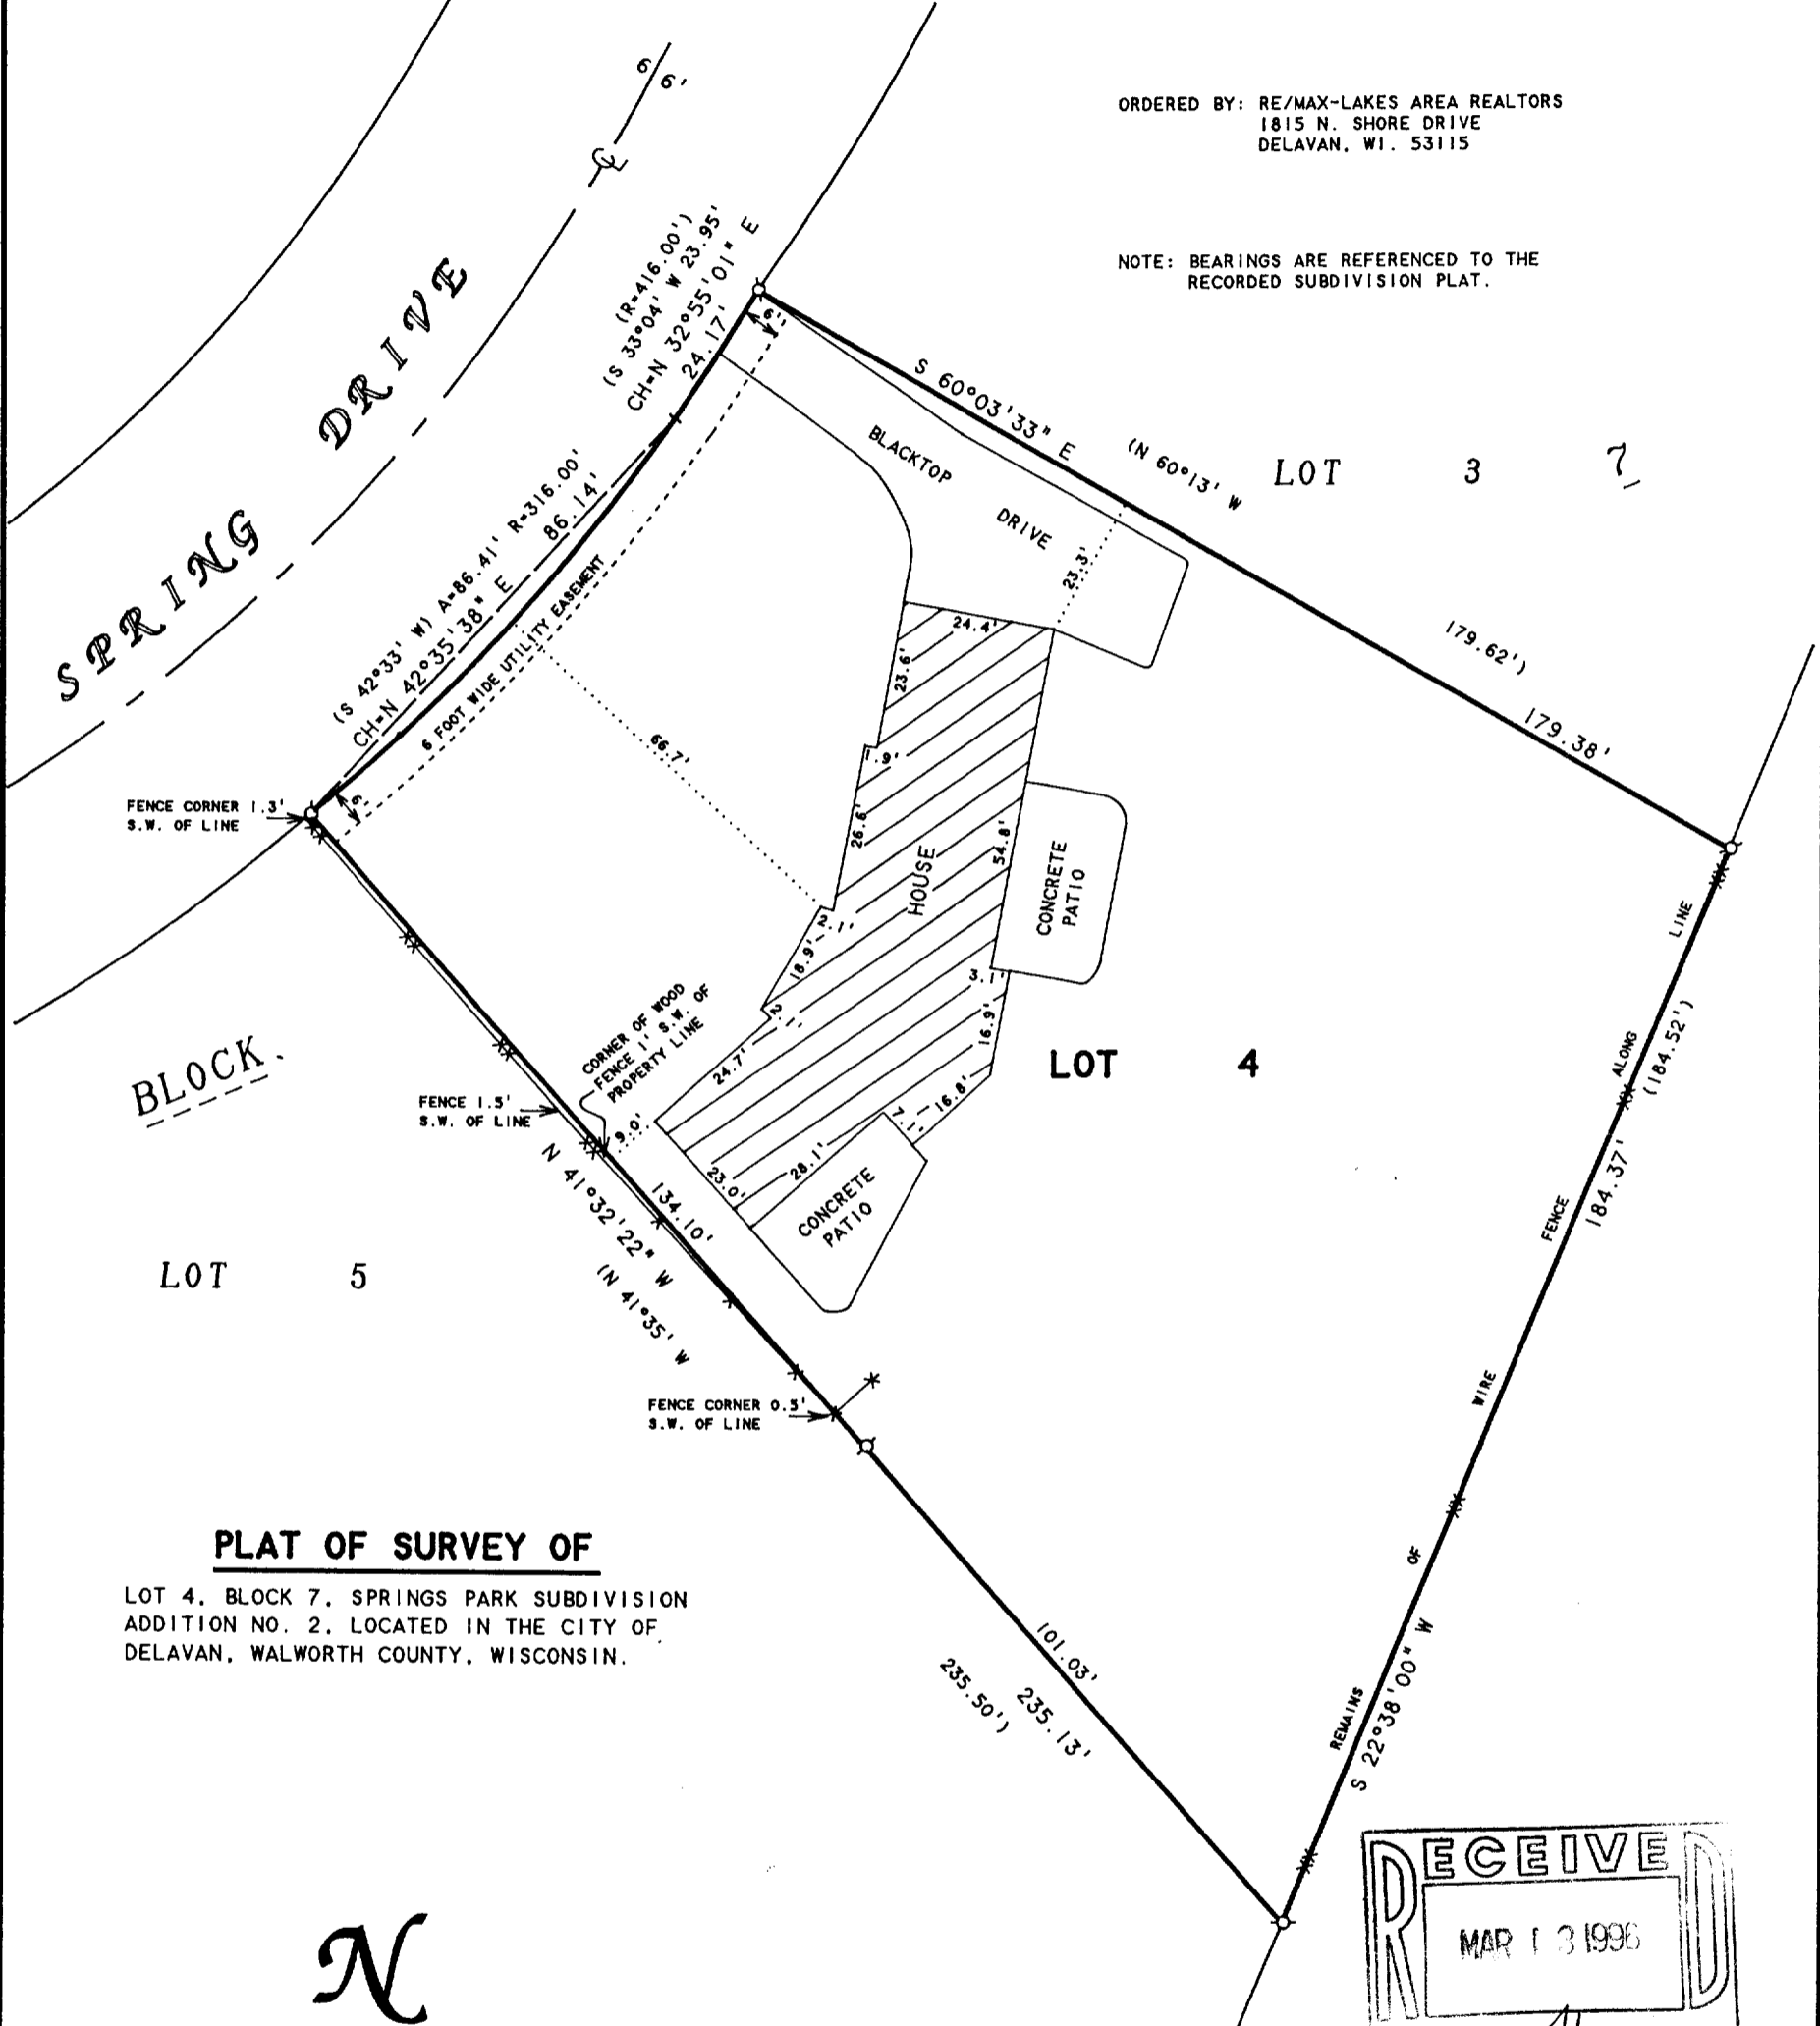 66'
C̵L
ORDERED BY: RE/MAX-LAKES AREA REALTORS
1815 N. SHORE DRIVE
DELAVAN, WI. 53115
NOTE: BEARINGS ARE REFERENCED TO THE
RECORDED SUBDIVISION PLAT.
SPRING DRIVE
(R=416.00')
(S 33°04' W 23.95'
CH=N 32°55'01" E
24.17'
6'
S 60°03'33" E
(N 60°13' W
179.62')
179.38'
LOT 3
7
BLACKTOP
DRIVE
23.3'
(S 42°33' W) A=86.41' R=316.00'
CH=N 42°35'38" E 86.14'
6 FOOT WIDE UTILITY EASEMENT
6'
66.7'
24.4'
23.6'
1.9'
26.6'
HOUSE
54.8'
2.1'
18.9'
2.1'
24.7'
3.1'
16.9'
16.8'
7.1'
28.1'
23.0'
9.0'
CONCRETE
PATIO
CONCRETE
PATIO
FENCE CORNER 1.3'
S.W. OF LINE
CORNER OF WOOD
FENCE 1' S.W. OF
PROPERTY LINE
FENCE 1.5'
S.W. OF LINE
BLOCK
LOT 4
LOT 5
N 41°32'22" W
(N 41°35' W
134.10'
FENCE CORNER 0.5'
S.W. OF LINE
101.03'
235.13'
235.50')
REMAINS OF WIRE FENCE ALONG LINE
S 22°38'00" W
184.37'
(184.52')
PLAT OF SURVEY OF
LOT 4, BLOCK 7, SPRINGS PARK SUBDIVISION
ADDITION NO. 2, LOCATED IN THE CITY OF
DELAVAN, WALWORTH COUNTY, WISCONSIN.
N
RECEIVED
MAR 13 1996